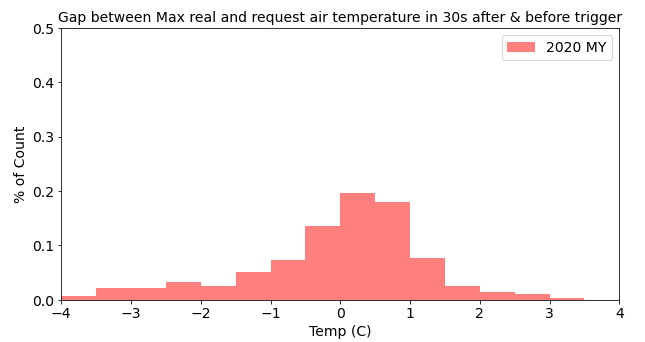 Gap between Max real and request air temperature in 30s after & before trigger
2020 MY
% of Count
0.5
0.4
0.3
0.2
0.1
0.0
−4 −3 −2 −1 0 1 2 3 4
Temp (C)